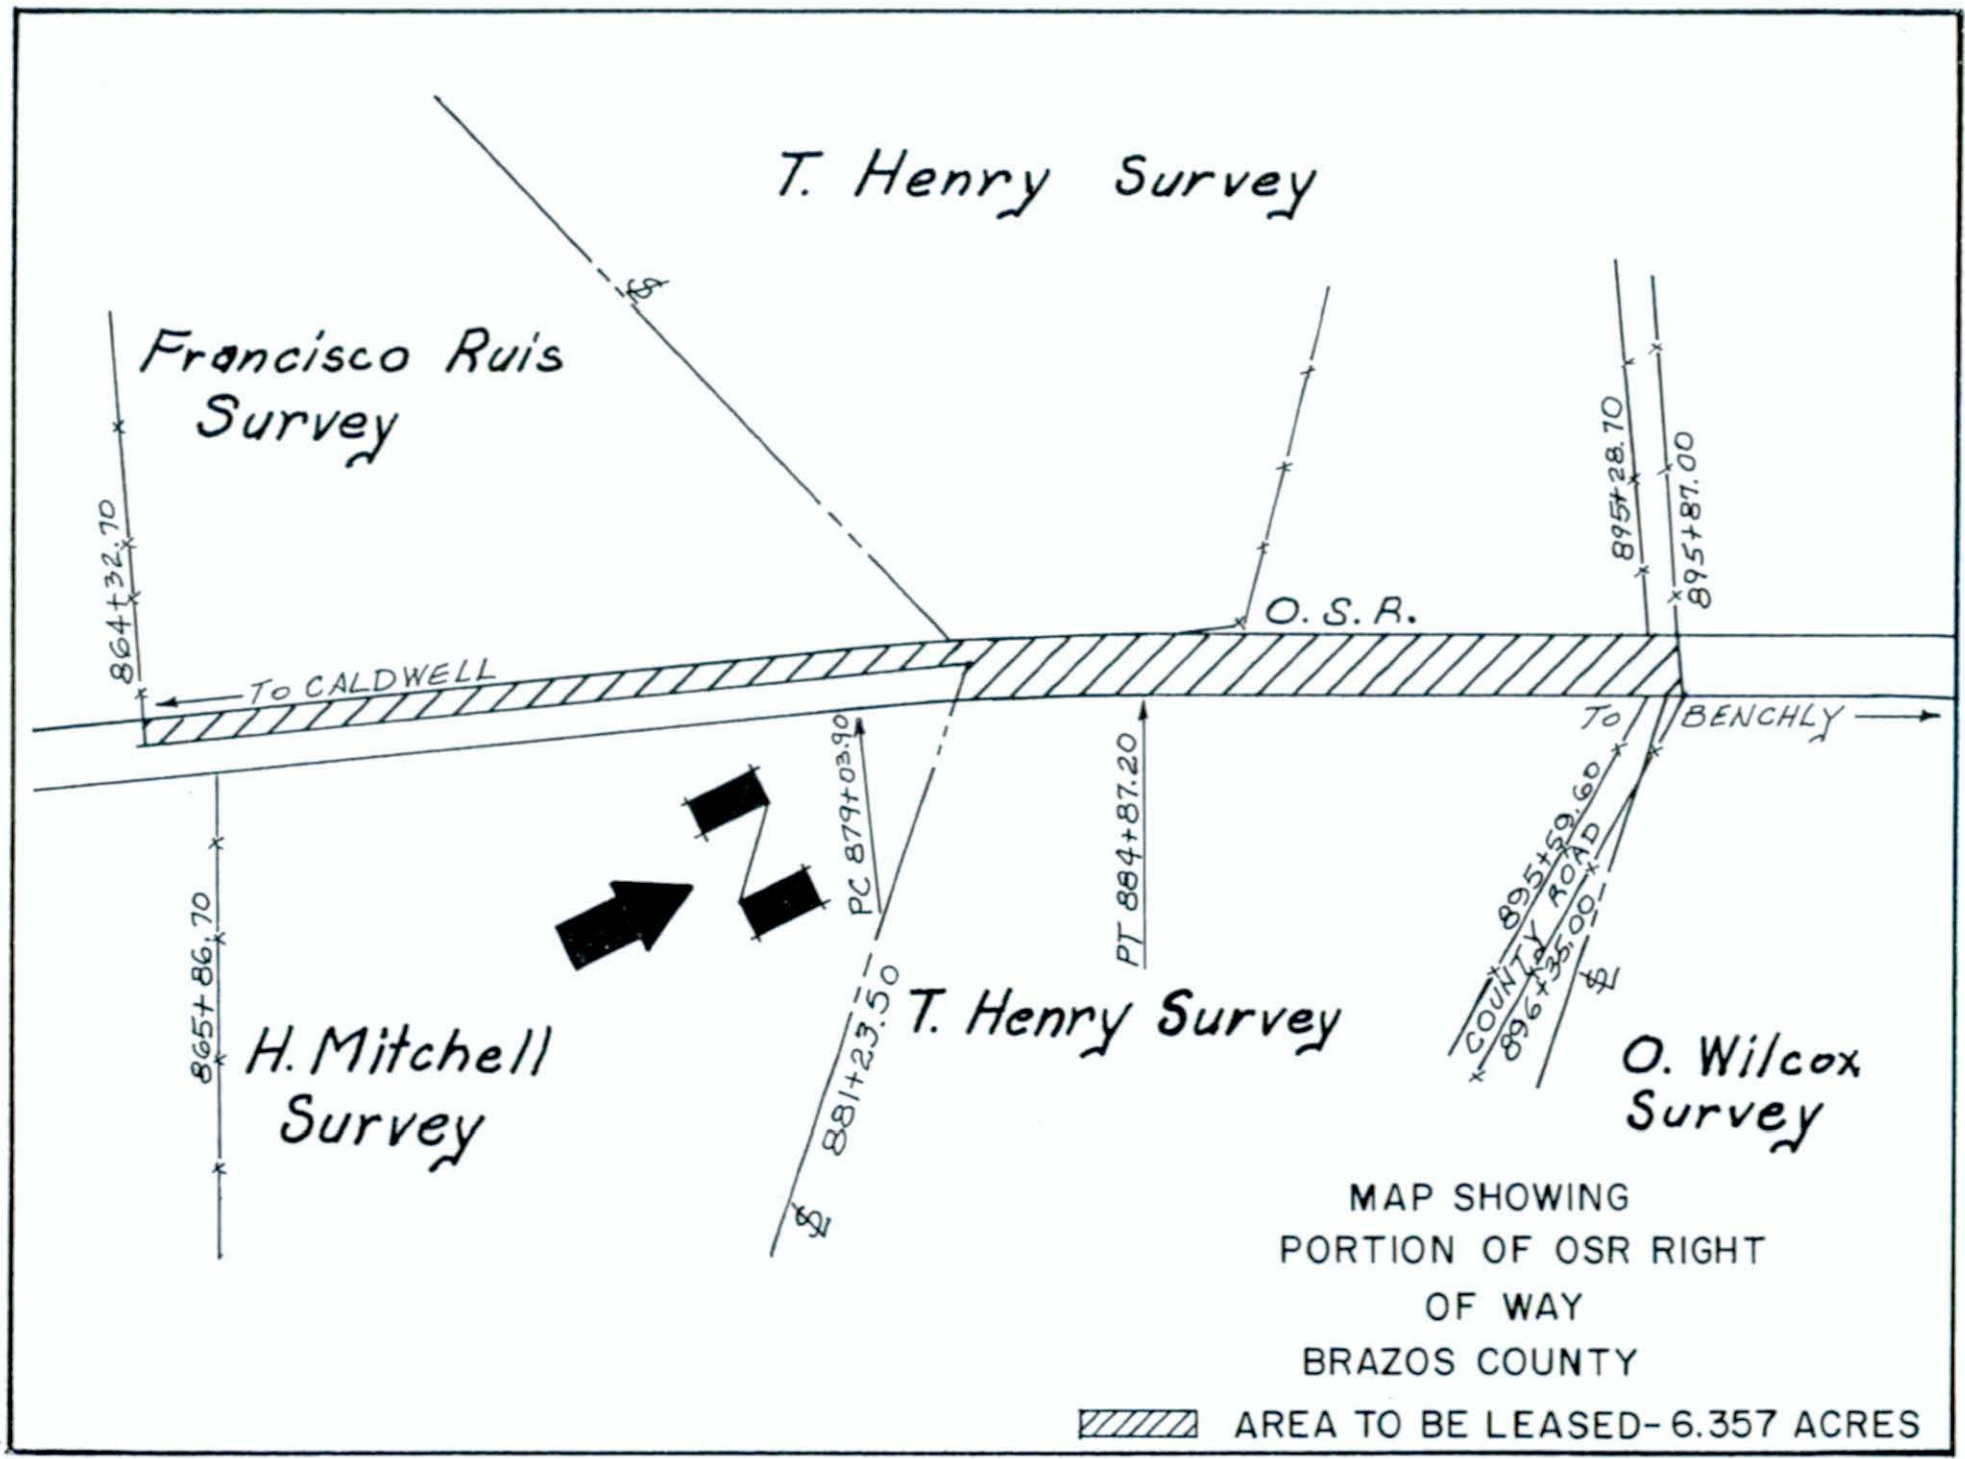 T. Henry Survey
Francisco Ruis
Survey
864+32.70
895+28.70
895+87.00
O. S. R.
To CALDWELL
To BENCHLY
PC 879+03.90
PT 884+87.20
N
865+86.70
881+23.50
895+59.60
COUNTY ROAD
896+35.00
H. Mitchell
Survey
T. Henry Survey
O. Wilcox
Survey
MAP SHOWING
PORTION OF OSR RIGHT
OF WAY
BRAZOS COUNTY
AREA TO BE LEASED-6.357 ACRES